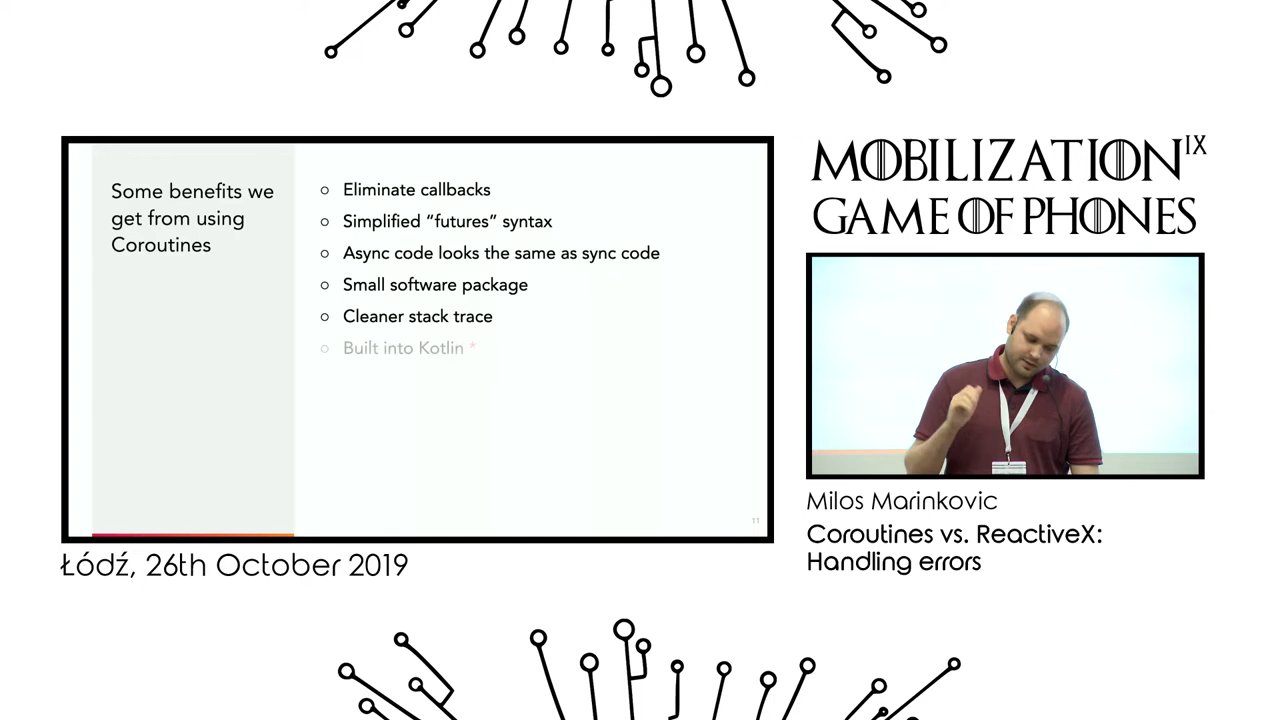 Some benefits we
get from using
Coroutines
Eliminate callbacks
Simplified “futures” syntax
Async code looks the same as sync code
Small software package
Cleaner stack trace
Built into Kotlin *
11
MOBILIZATION IX
GAME OF PHONES
Milos Marinkovic
Coroutines vs. ReactiveX:
Handling errors
Łódź, 26th October 2019